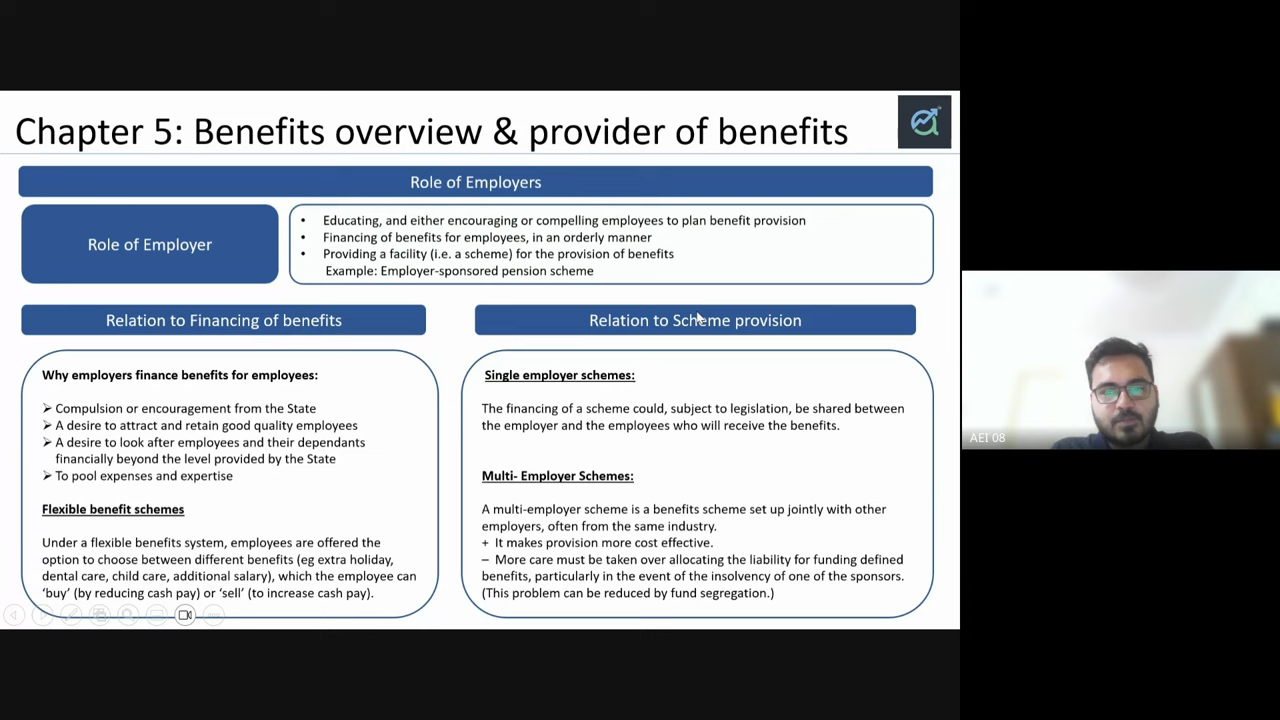 Chapter 5: Benefits overview & provider of benefits
Role of Employers
Role of Employer
• Educating, and either encouraging or compelling employees to plan benefit provision
• Financing of benefits for employees, in an orderly manner
• Providing a facility (i.e. a scheme) for the provision of benefits
Example: Employer-sponsored pension scheme
Relation to Financing of benefits
Why employers finance benefits for employees:
➢ Compulsion or encouragement from the State
➢ A desire to attract and retain good quality employees
➢ A desire to look after employees and their dependants
financially beyond the level provided by the State
➢ To pool expenses and expertise
Flexible benefit schemes
Under a flexible benefits system, employees are offered the
option to choose between different benefits (eg extra holiday,
dental care, child care, additional salary), which the employee can
‘buy’ (by reducing cash pay) or ‘sell’ (to increase cash pay).
Relation to Scheme provision
Single employer schemes:
The financing of a scheme could, subject to legislation, be shared between
the employer and the employees who will receive the benefits.
Multi- Employer Schemes:
A multi-employer scheme is a benefits scheme set up jointly with other
employers, often from the same industry.
+ It makes provision more cost effective.
– More care must be taken over allocating the liability for funding defined
benefits, particularly in the event of the insolvency of one of the sponsors.
(This problem can be reduced by fund segregation.)
AEI 08